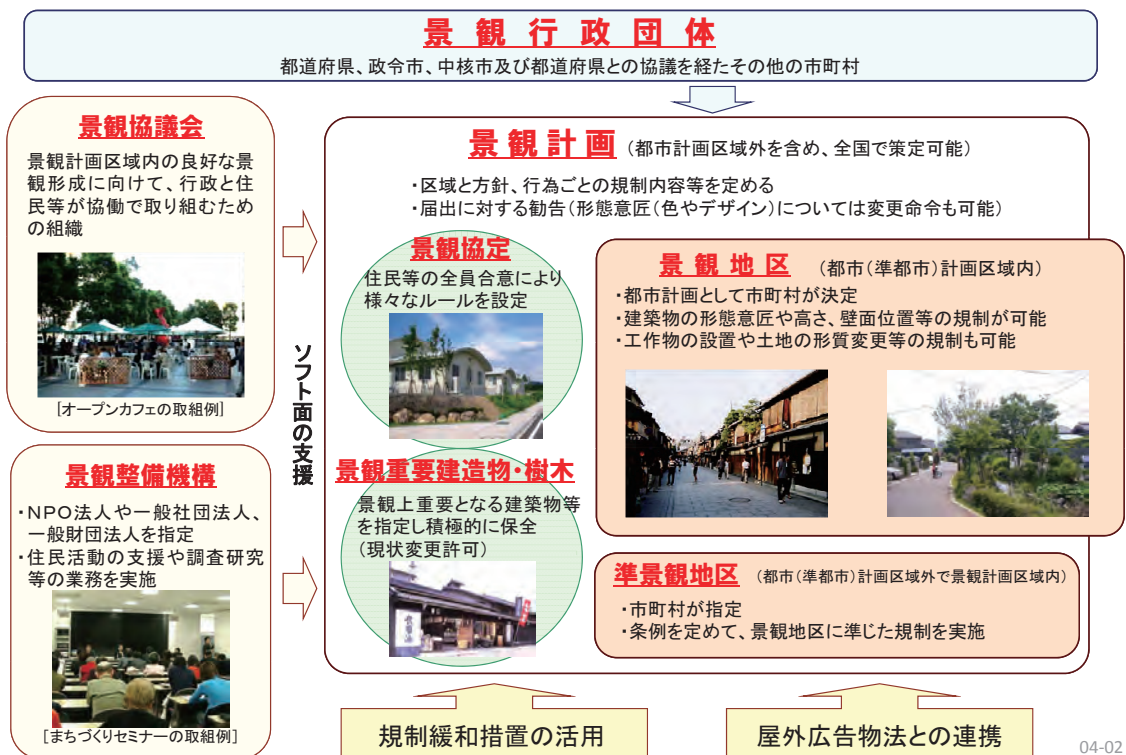 景観行政団体
都道府県、政令市、中核市及び都道府県との協議を経たその他の市町村
景観協議会
景観計画区域内の良好な景
観形成に向けて、行政と住
民等が協働で取り組むため
の組織
[オープンカフェの取組例]
景観整備機構
・NPO法人や一般社団法人、
一般財団法人を指定
・住民活動の支援や調査研究
等の業務を実施
[まちづくりセミナーの取組例]
ソフト面の支援
景観計画 (都市計画区域外を含め、全国で策定可能)
・区域と方針、行為ごとの規制内容等を定める
・届出に対する勧告(形態意匠(色やデザイン)については変更命令も可能)
景観協定
住民等の全員合意により
様々なルールを設定
景観重要建造物・樹木
景観上重要となる建築物等
を指定し積極的に保全
(現状変更許可)
景観地区 (都市(準都市)計画区域内)
・都市計画として市町村が決定
・建築物の形態意匠や高さ、壁面位置等の規制が可能
・工作物の設置や土地の形質変更等の規制も可能
準景観地区 (都市(準都市)計画区域外で景観計画区域内)
・市町村が指定
・条例を定めて、景観地区に準じた規制を実施
規制緩和措置の活用
屋外広告物法との連携
04-02